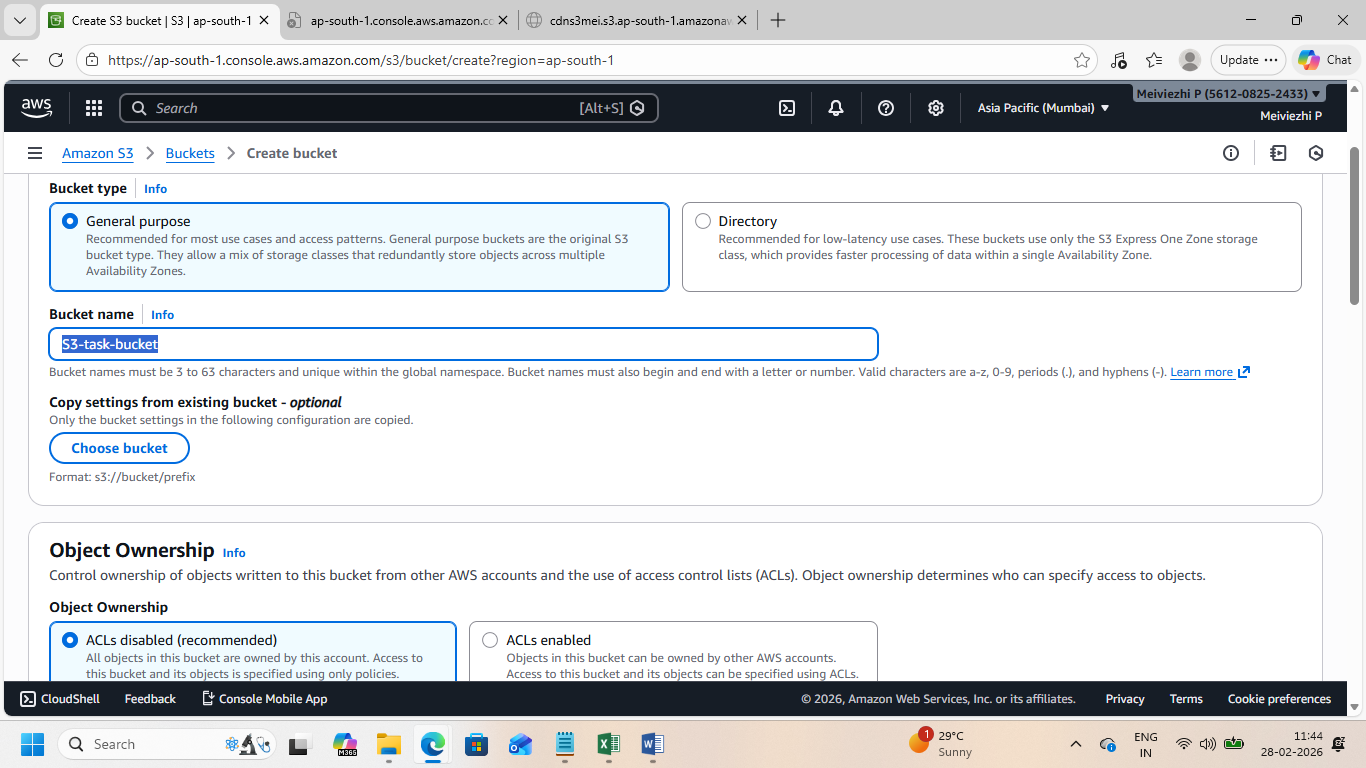 Create S3 bucket | S3 | ap-south-1
ap-south-1.console.aws.amazon.co
cdns3mei.s3.ap-south-1.amazonaw
https://ap-south-1.console.aws.amazon.com/s3/bucket/create?region=ap-south-1
Update
Chat
aws
Search
[Alt+S]
Asia Pacific (Mumbai)
Meiviezhi P (5612-0825-2433)
Meiviezhi P
Amazon S3 > Buckets > Create bucket
Bucket type
Info
General purpose
Recommended for most use cases and access patterns. General purpose buckets are the original S3
bucket type. They allow a mix of storage classes that redundantly store objects across multiple
Availability Zones.
Directory
Recommended for low-latency use cases. These buckets use only the S3 Express One Zone storage
class, which provides faster processing of data within a single Availability Zone.
Bucket name
Info
S3-task-bucket
Bucket names must be 3 to 63 characters and unique within the global namespace. Bucket names must also begin and end with a letter or number. Valid characters are a-z, 0-9, periods (.), and hyphens (-). Learn more
Copy settings from existing bucket - optional
Only the bucket settings in the following configuration are copied.
Choose bucket
Format: s3://bucket/prefix
Object Ownership
Info
Control ownership of objects written to this bucket from other AWS accounts and the use of access control lists (ACLs). Object ownership determines who can specify access to objects.
Object Ownership
ACLs disabled (recommended)
All objects in this bucket are owned by this account. Access to
this bucket and its objects is specified using only policies.
ACLs enabled
Objects in this bucket can be owned by other AWS accounts.
Access to this bucket and its objects can be specified using ACLs.
CloudShell
Feedback
Console Mobile App
© 2026, Amazon Web Services, Inc. or its affiliates.
Privacy
Terms
Cookie preferences
Search
M365
1
29°C
Sunny
ENG
IN
11:44
28-02-2026